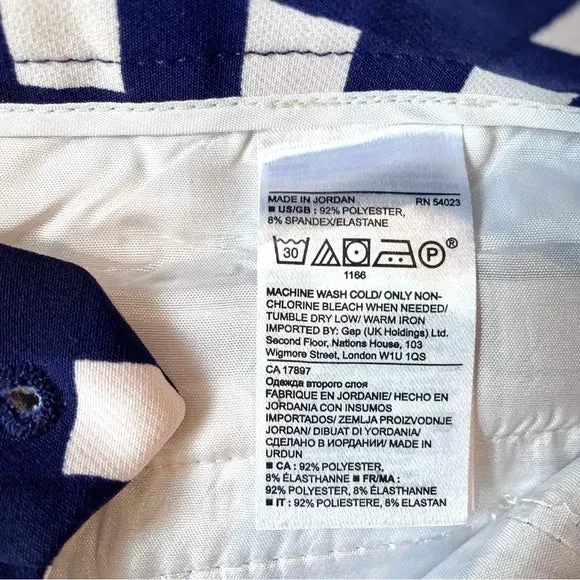 MADE IN JORDAN RN 54023
■ US/GB : 92% POLYESTER,
8% SPANDEX/ELASTANE
30 P ®
1166
MACHINE WASH COLD/ ONLY NON-
CHLORINE BLEACH WHEN NEEDED/
TUMBLE DRY LOW/ WARM IRON
IMPORTED BY: Gap (UK Holdings) Ltd.
Second Floor, Nations House, 103
Wigmore Street, London W1U 1QS
CA 17897
Одежда второго слоя
FABRIQUE EN JORDANIE/ HECHO EN
JORDANIA CON INSUMOS
IMPORTADOS/ ZEMLJA PROIZVODNJE
JORDAN/ DIBUAT DI YORDANIA/
СДЕЛАНО В ИОРДАНИИ/ MADE IN
URDUN
■ CA : 92% POLYESTER,
8% ÉLASTHANNE ■ FR/MA :
92% POLYESTER, 8% ÉLASTHANNE
■ IT : 92% POLIESTERE, 8% ELASTAN